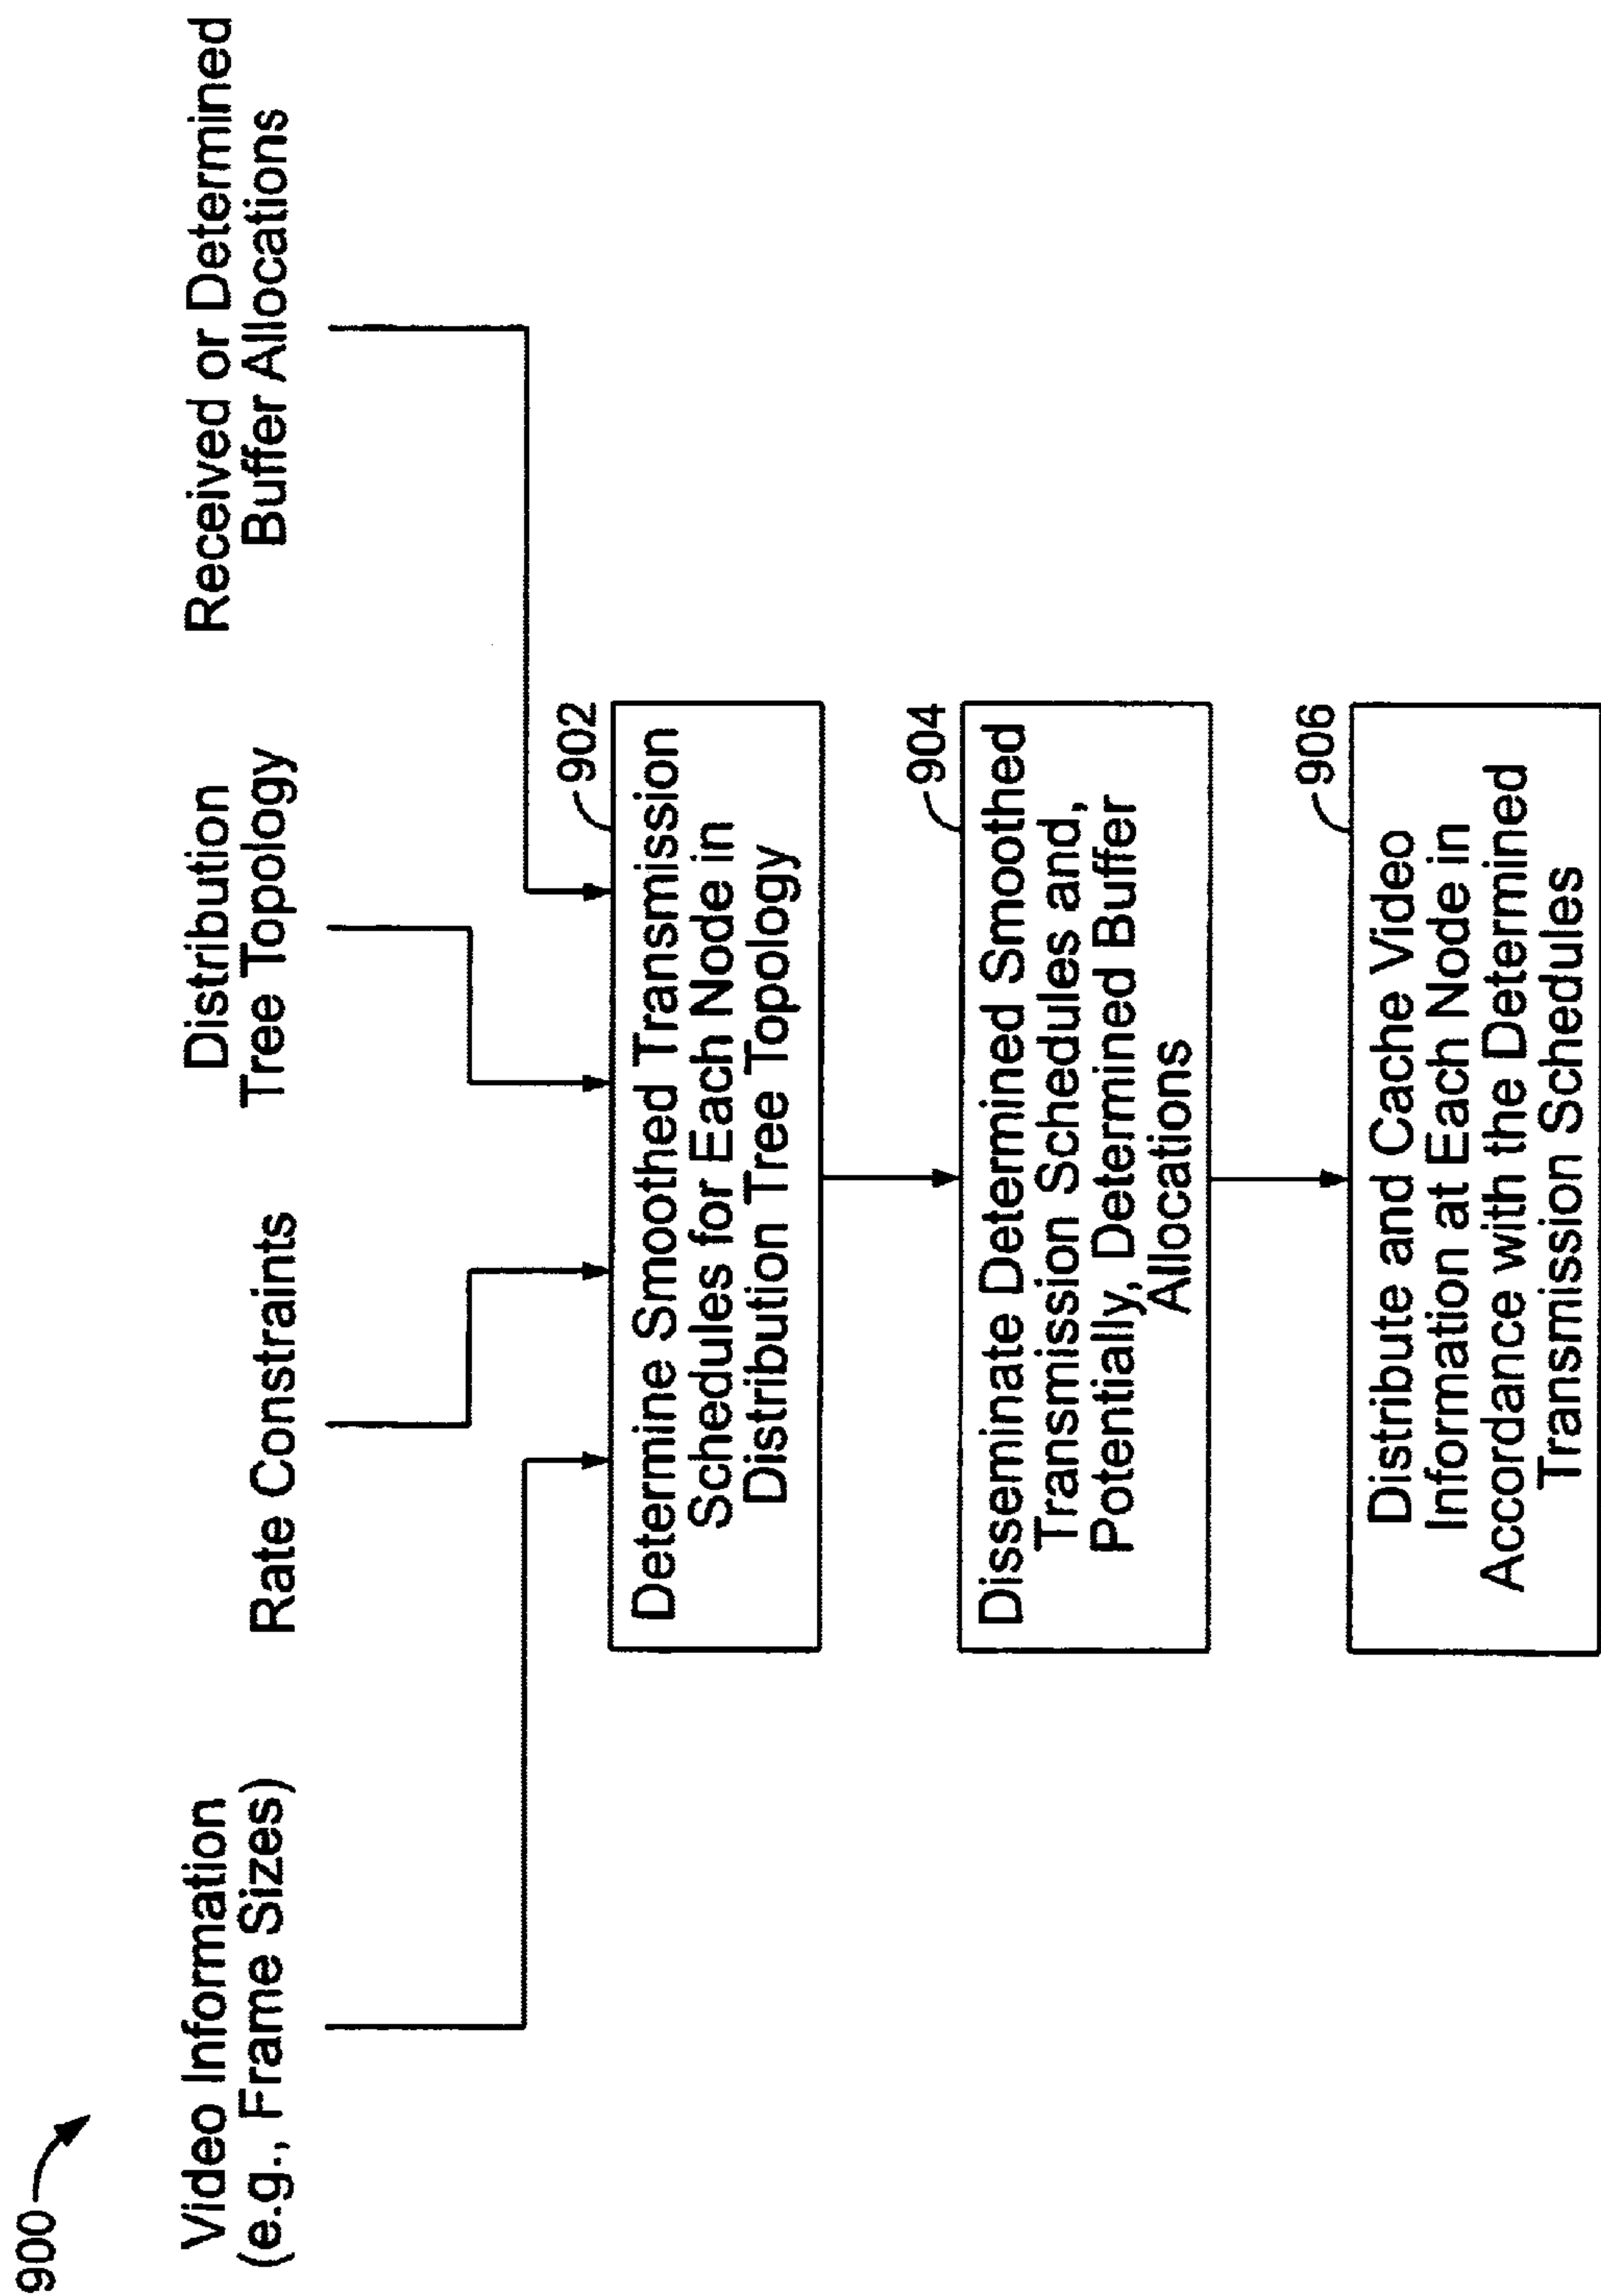 900
Video Information
(e.g., Frame Sizes)
Rate Constraints
Distribution
Tree Topology
Received or Determined
Buffer Allocations
902
Determine Smoothed Transmission
Schedules for Each Node in
Distribution Tree Topology
904
Disseminate Determined Smoothed
Transmission Schedules and,
Potentially, Determined Buffer
Allocations
906
Distribute and Cache Video
Information at Each Node in
Accordance with the Determined
Transmission Schedules